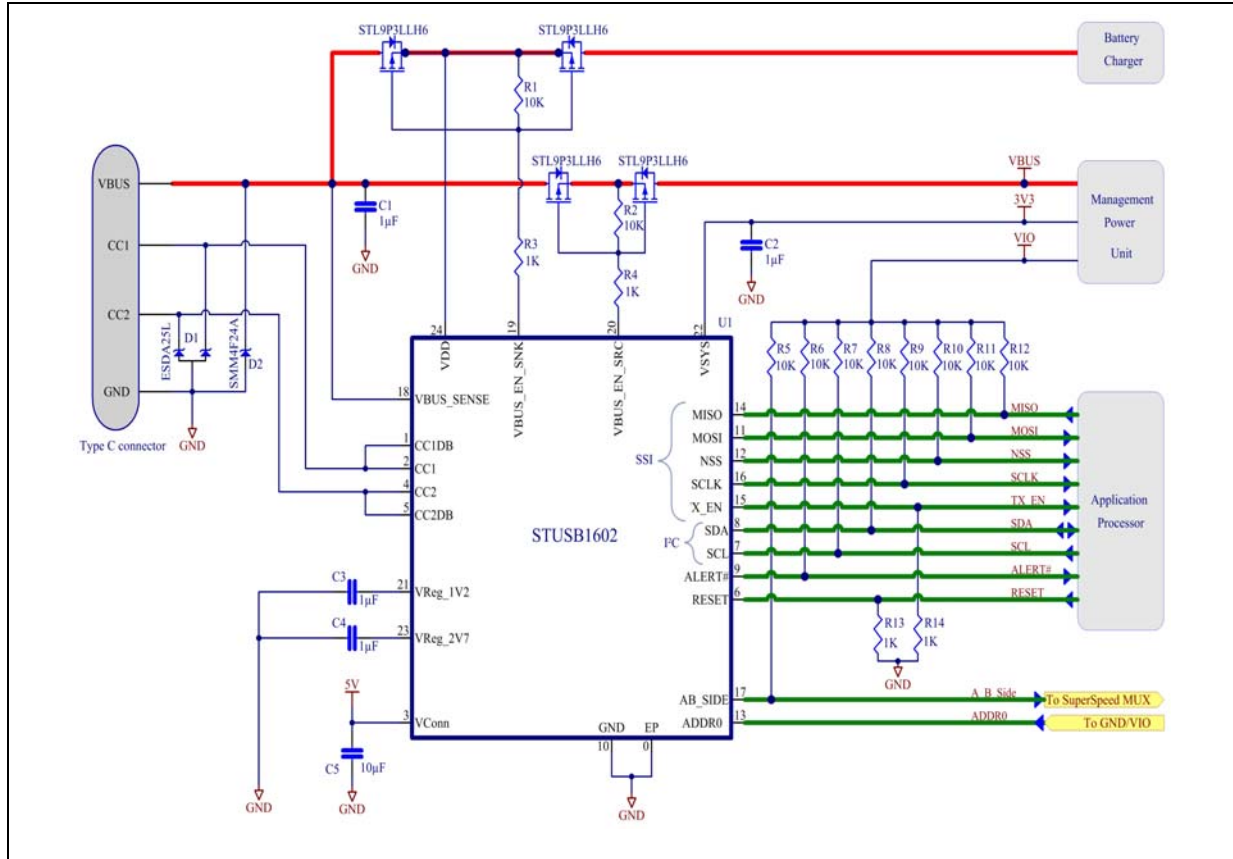 STL9P3LLH6
STL9P3LLH6
Battery
Charger
R1
10K
STL9P3LLH6
STL9P3LLH6
VBUS
VBUS
C1
1µF
GND
R2
10K
3V3
Management
Power
Unit
CC1
R3
1K
R4
1K
C2
1µF
GND
VIO
CC2
ESDA25L
D1
SMM4F24A
D2
GND
GND
Type C connector
24
VDD
19
VBUS_EN_SNK
20
VBUS_EN_SRC
22
VSYS
U1
R5
10K
R6
10K
R7
10K
R8
10K
R9
10K
R10
10K
R11
10K
R12
10K
18
VBUS_SENSE
1
CC1DB
2
CC1
4
CC2
5
CC2DB
STUSB1602
SSI
I²C
MISO
14
MISO
MOSI
11
MOSI
NSS
12
NSS
SCLK
16
SCLK
X_EN
15
TX_EN
SDA
8
SDA
SCL
7
SCL
ALERT#
9
ALERT#
RESET
6
RESET
Application
Processor
C3
1µF
21
VReg_1V2
C4
1µF
23
VReg_2V7
R13
1K
R14
1K
GND
5V
3
VConn
C5
10µF
GND
GND
GND
10
EP
0
GND
AB_SIDE
17
A_B_Side
To SuperSpeed MUX
ADDR0
13
ADDR0
To GND/VIO